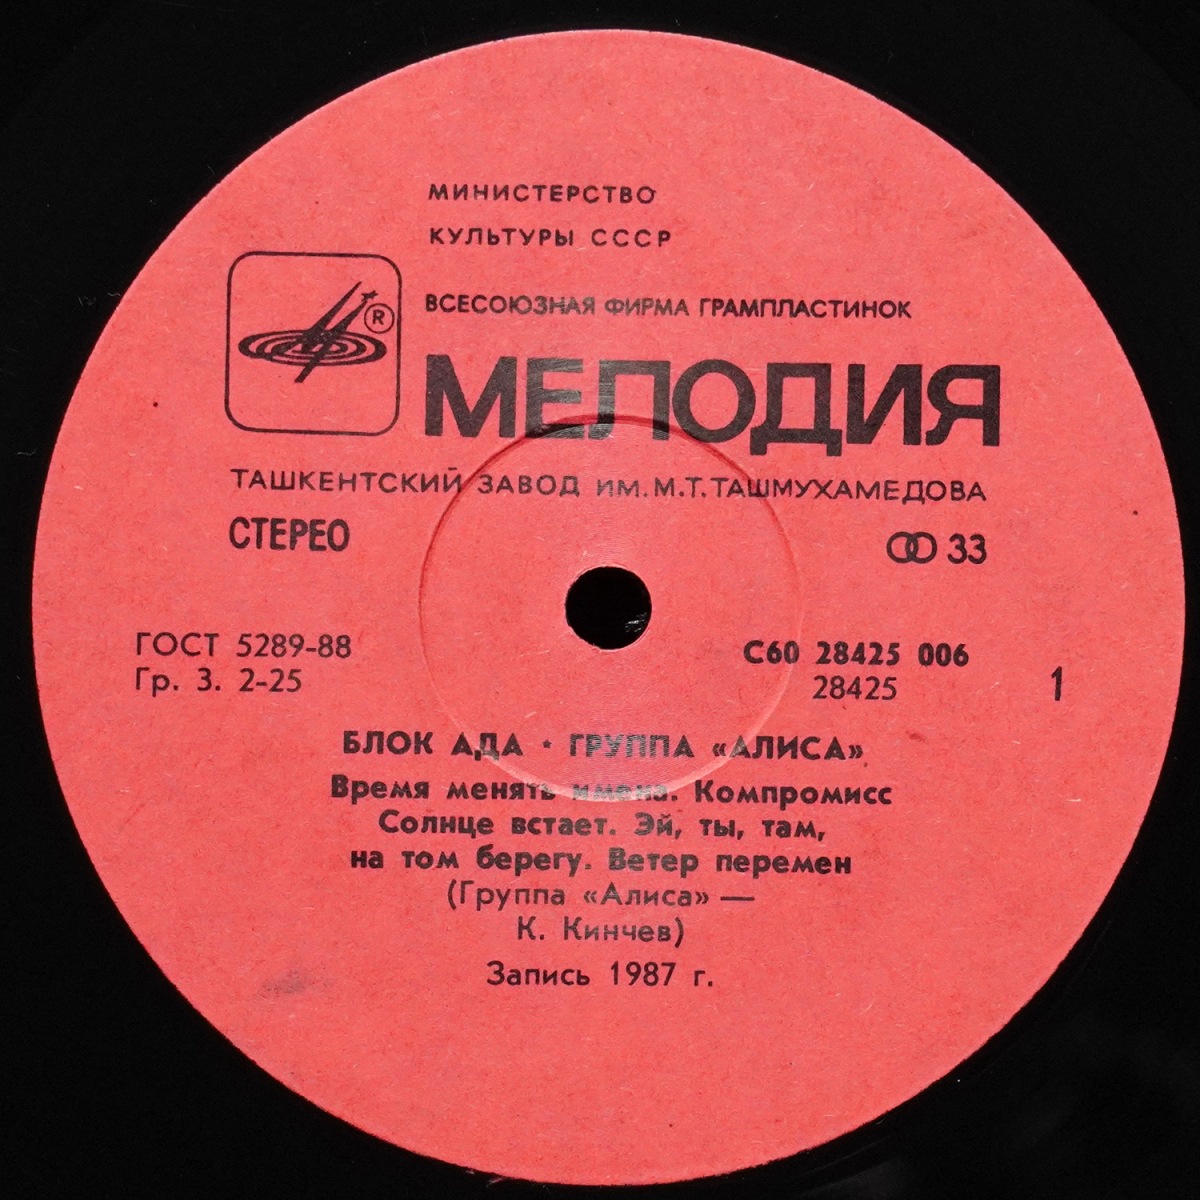 МИНИСТЕРСТВО
КУЛЬТУРЫ СССР
ВСЕСОЮЗНАЯ ФИРМА ГРАМПЛАСТИНОК
®
МЕЛОДИЯ
ТАШКЕНТСКИЙ ЗАВОД ИМ. М. Т. ТАШМУХАМЕДОВА
СТЕРЕО
33
ГОСТ 5289-88
Гр. 3. 2-25
С60 28425 006
28425
1
БЛОК АДА · ГРУППА «АЛИСА»
Время менять имена. Компромисс
Солнце встает. Эй, ты, там,
на том берегу. Ветер перемен
(Группа «Алиса» —
К. Кинчев)
Запись 1987 г.